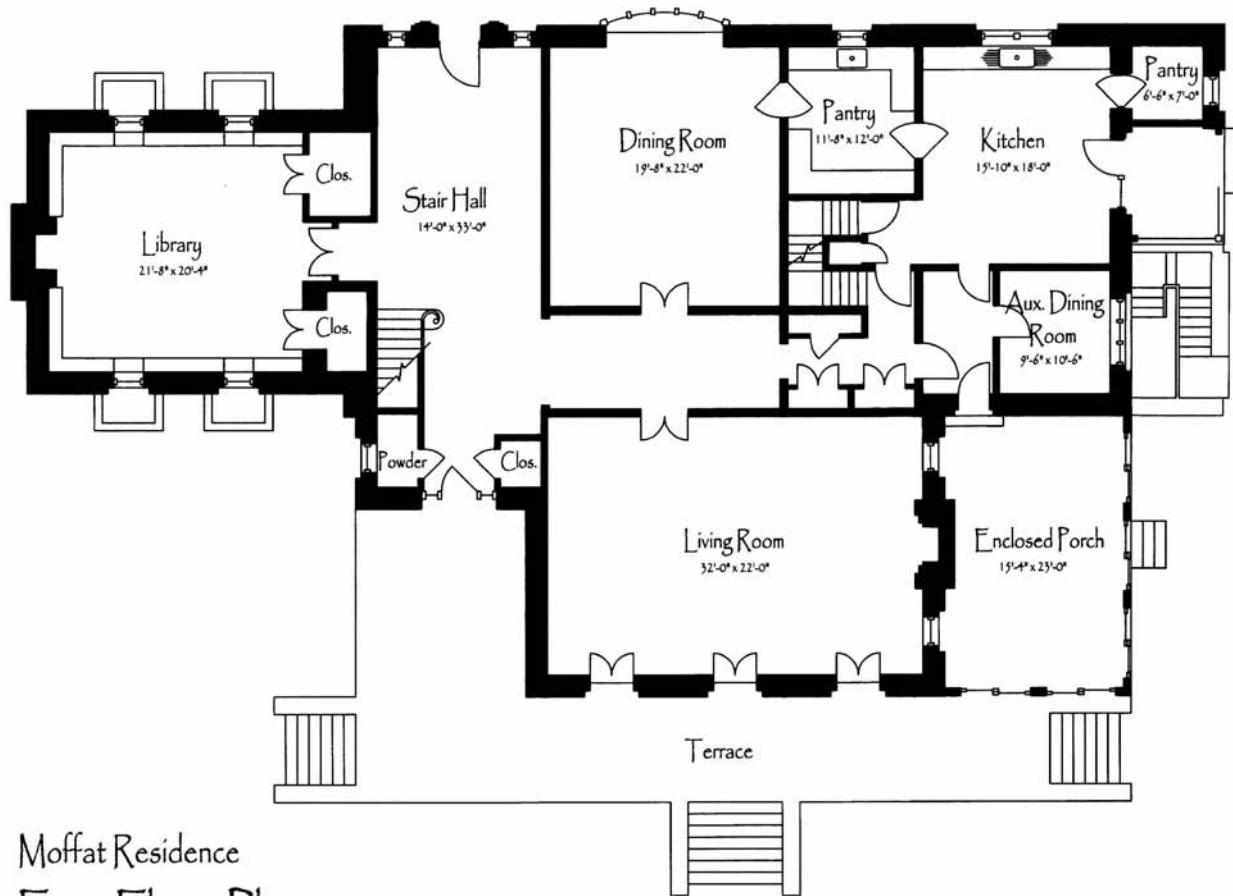 Pantry
6'-6" x 7'-0"
Pantry
11'-8" x 12'-0"
Dining Room
19'-8" x 22'-0"
Kitchen
15'-10" x 18'-0"
Clos.
Stair Hall
14'-0" x 33'-0"
Library
21'-8" x 20'-4"
Clos.
Aux. Dining
Room
9'-6" x 10'-6"
Powder
Clos.
Living Room
32'-0" x 22'-0"
Enclosed Porch
15'-4" x 23'-0"
Terrace
Moffat Residence